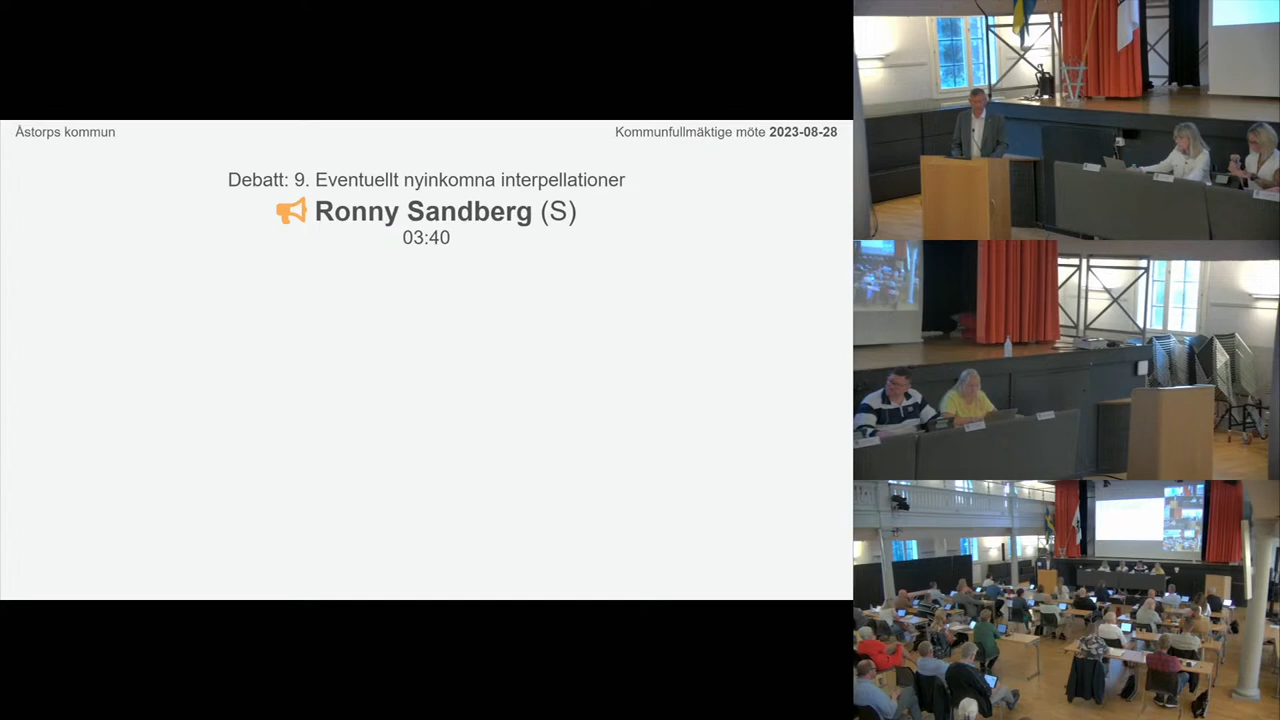 Åstorps kommun
Kommunfullmäktige möte 2023-08-28
Debatt: 9. Eventuellt nyinkomna interpellationer
Ronny Sandberg (S)
03:40